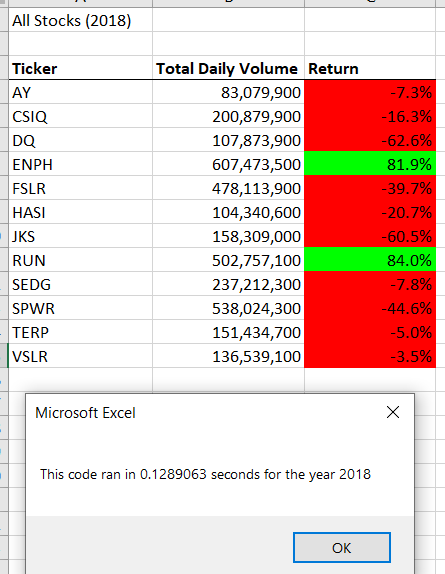 All Stocks (2018)
Ticker Total Daily Volume Return
AY 83,079,900 -7.3%
CSIQ 200,879,900 -16.3%
DQ 107,873,900 -62.6%
ENPH 607,473,500 81.9%
FSLR 478,113,900 -39.7%
HASI 104,340,600 -20.7%
JKS 158,309,000 -60.5%
RUN 502,757,100 84.0%
SEDG 237,212,300 -7.8%
SPWR 538,024,300 -44.6%
TERP 151,434,700 -5.0%
VSLR 136,539,100 -3.5%
Microsoft Excel
This code ran in 0.1289063 seconds for the year 2018
OK